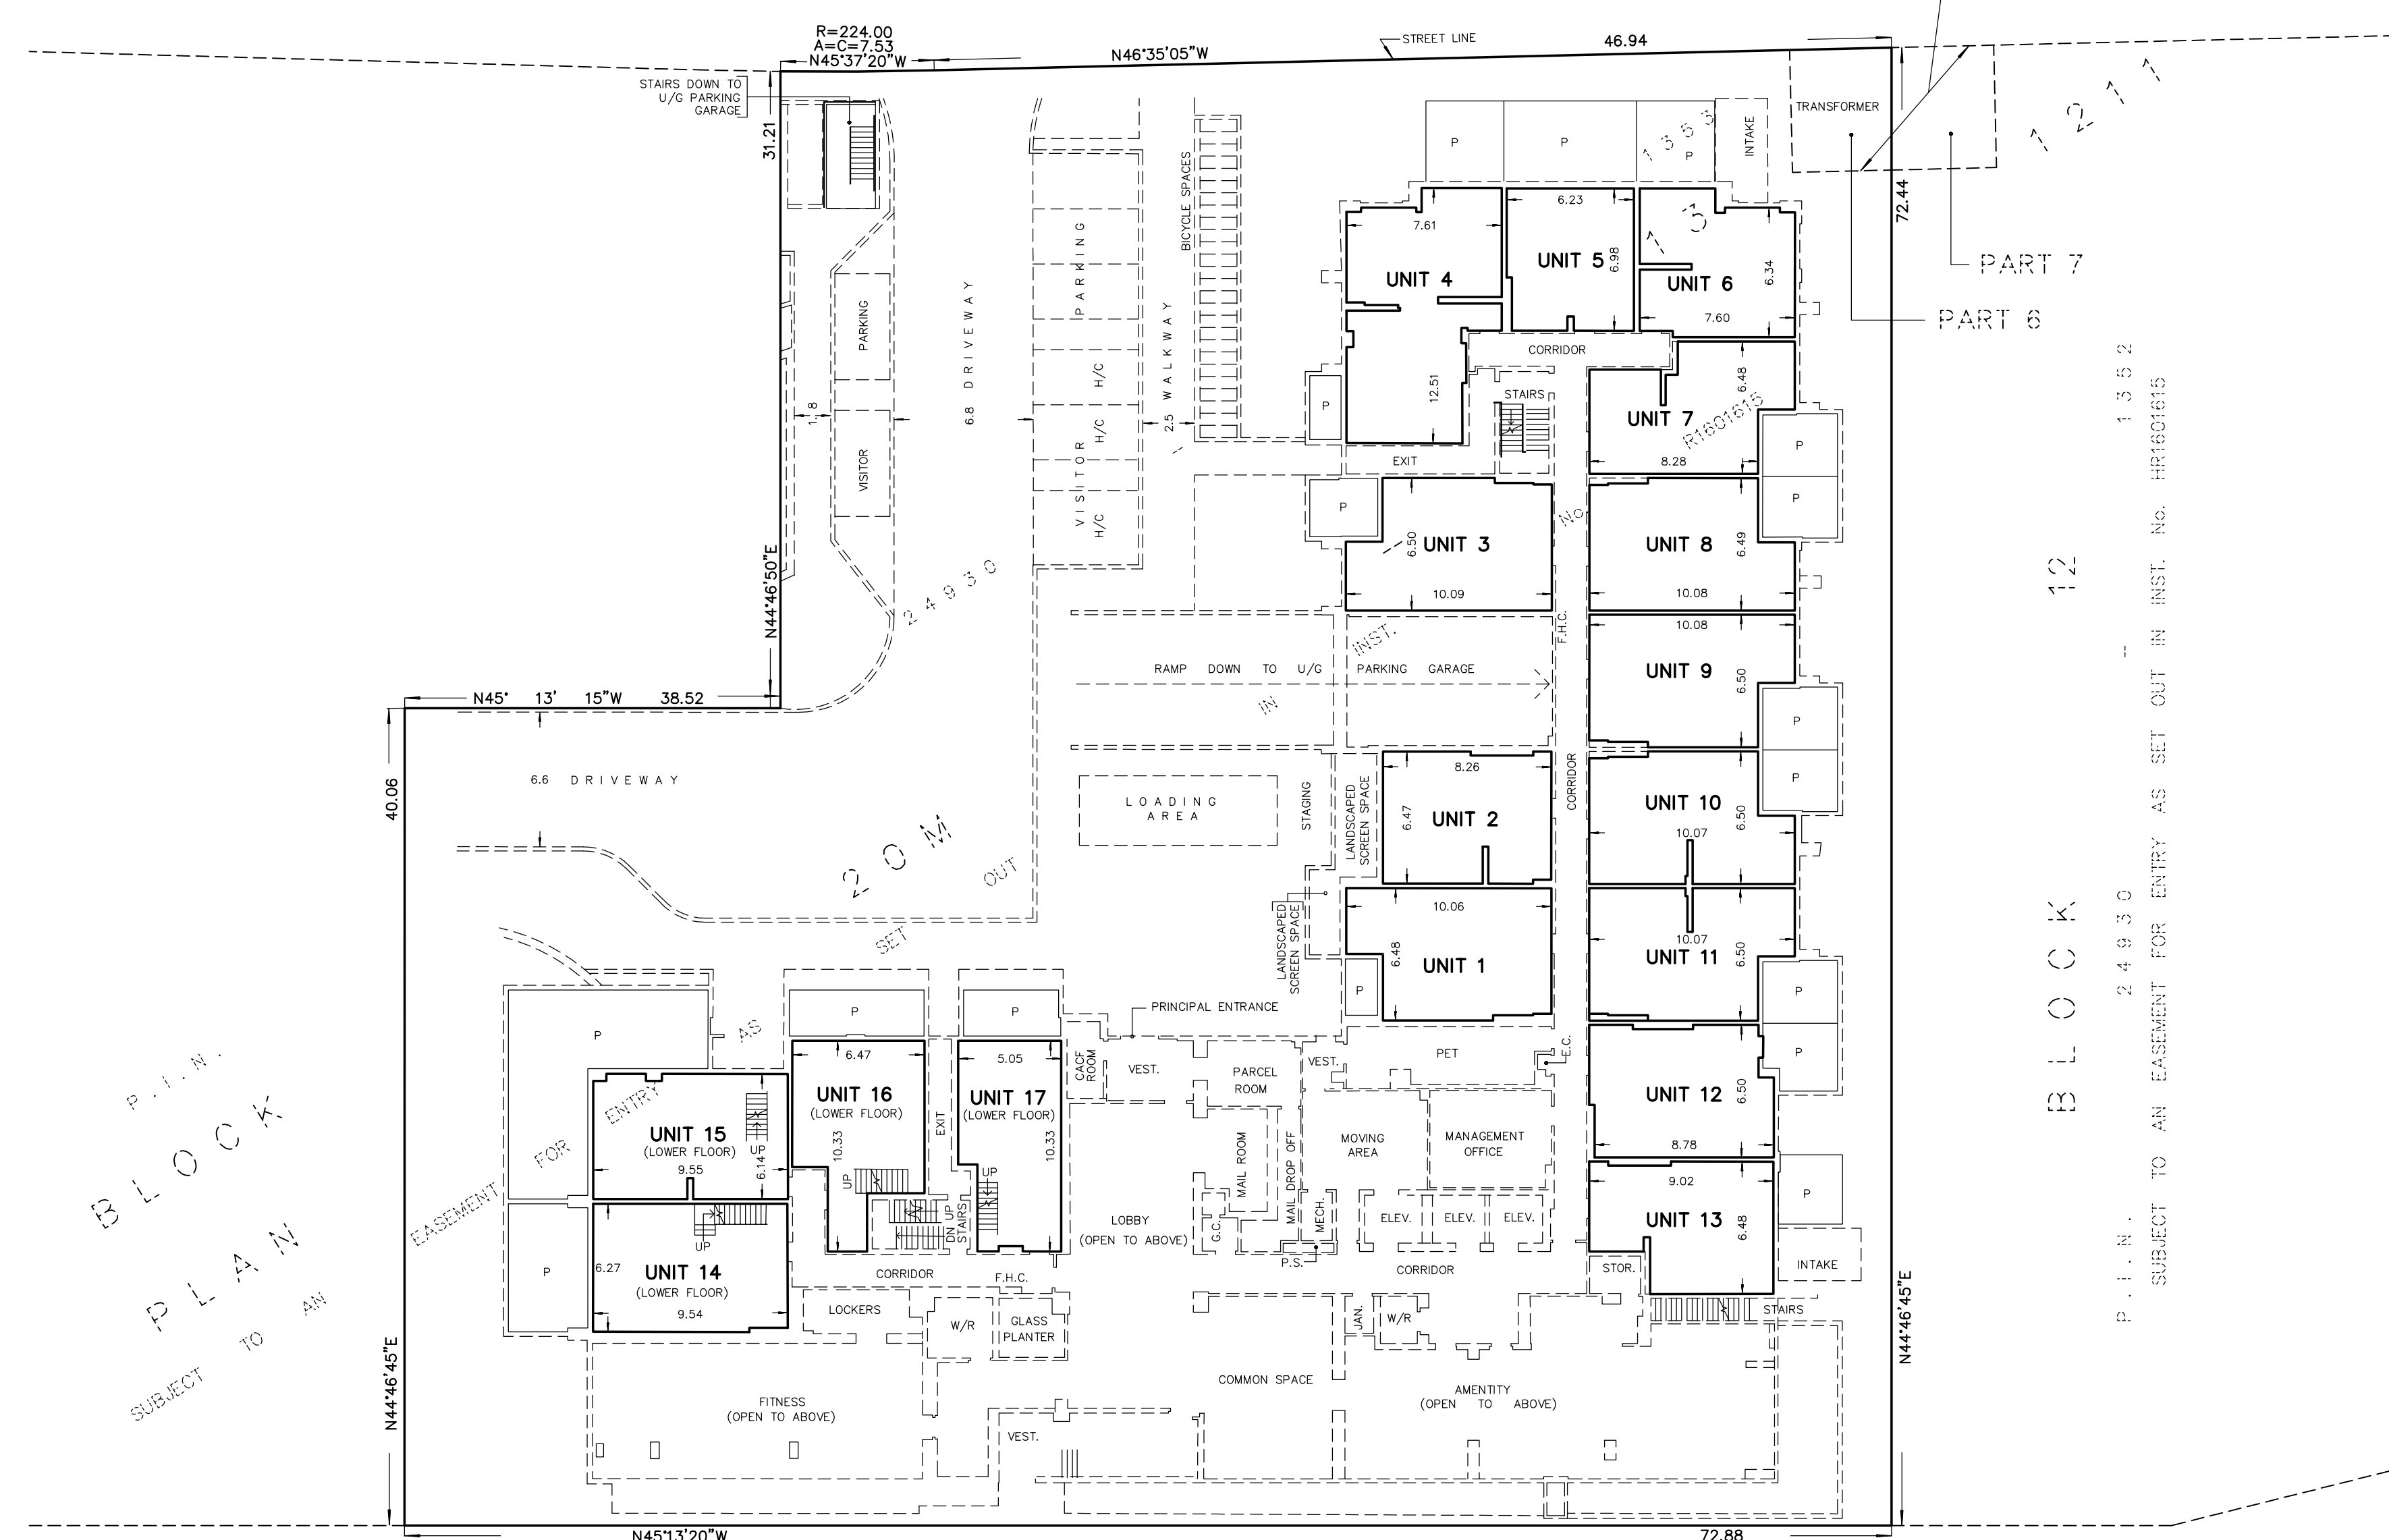 R=224.00
A=C=7.53
N45°37'20"W
N46°35'05"W
STREET LINE
46.94
STAIRS DOWN TO
U/G PARKING
GARAGE
31.21
TRANSFORMER
1211
1353
P
P
P
INTAKE
72.44
PART 7
PART 6
13
BICYCLE SPACES
PARKING
VISITOR
6.8 DRIVEWAY
1.8
VISITOR PARKING
H/C
H/C
H/C
2.5 WALKWAY
7.61
UNIT 4
12.51
6.23
UNIT 5
6.98
UNIT 6
6.34
7.60
CORRIDOR
STAIRS
EXIT
P
6.48
UNIT 7
R1601615
8.28
P
P
P
6.50
UNIT 3
10.09
No
UNIT 8
6.49
10.08
N44°46'50"E
24930
F.H.C.
10.08
UNIT 9
6.50
INST.
RAMP DOWN TO U/G PARKING GARAGE
IN
N45° 13' 15"W 38.52
P
P
40.06
6.6 DRIVEWAY
LOADING
AREA
STAGING
LANDSCAPED
SCREEN SPACE
8.26
UNIT 2
6.47
CORRIDOR
UNIT 10
10.07
6.50
20M
OUT
SET
LANDSCAPED
SCREEN SPACE
10.06
6.48
UNIT 1
P
10.07
UNIT 11
6.50
P
P
PRINCIPAL ENTRANCE
AS
P
P
P
6.47
UNIT 16
(LOWER FLOOR)
10.33
UP
EXIT
5.05
UNIT 17
(LOWER FLOOR)
10.33
UP
DN UP
STAIRS
CACF
ROOM
VEST.
PARCEL
ROOM
VEST.
PET
E.C.
UNIT 12
6.50
8.78
ENTRY
UNIT 15
(LOWER FLOOR)
9.55
6.14
UP
FOR
EASEMENT
MAIL ROOM
MAIL DROP OFF
MOVING
AREA
MANAGEMENT
OFFICE
9.02
UNIT 13
6.48
P
P
6.27
UNIT 14
(LOWER FLOOR)
9.54
UP
LOBBY
(OPEN TO ABOVE)
G.C.
MECH.
P.S.
ELEV.
ELEV.
ELEV.
CORRIDOR
F.H.C.
CORRIDOR
STOR.
INTAKE
STAIRS
LOCKERS
W/R
GLASS
PLANTER
JAN.
W/R
FITNESS
(OPEN TO ABOVE)
VEST.
COMMON SPACE
AMENTITY
(OPEN TO ABOVE)
P.I.N.
BLOCK
PLAN
SUBJECT TO AN
N44°46'45"E
N44°46'45"E
BLOCK 12
P.I.N. 24930 - 1352
SUBJECT TO AN EASEMENT FOR ENTRY AS SET OUT IN INST. No. HR1601615
N45°13'20"W
72.88